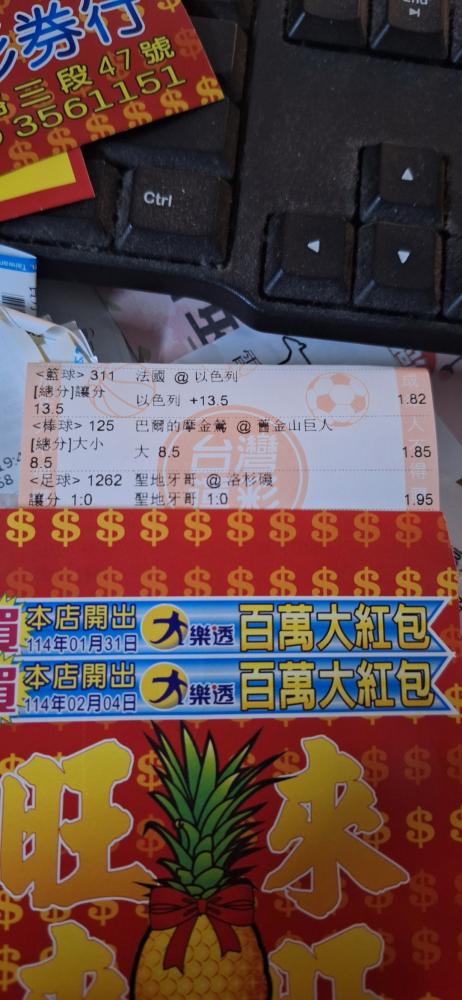 彩券行
三段47號
3561151
Ctrl
End
<籃球> 311 法國 @ 以色列
[總分]讓分
13.5 以色列 +13.5 1.82
<棒球> 125 巴爾的摩金鶯 @ 舊金山巨人
[總分]大小
8.5 大 8.5 1.85
<足球> 1262 聖地牙哥 @ 洛杉磯
讓分 1:0 聖地牙哥 1:0 1.95
台灣
彩
賀 本店開出 大樂透 百萬大紅包
114年01月31日
賀 本店開出 大樂透 百萬大紅包
114年02月04日
旺來